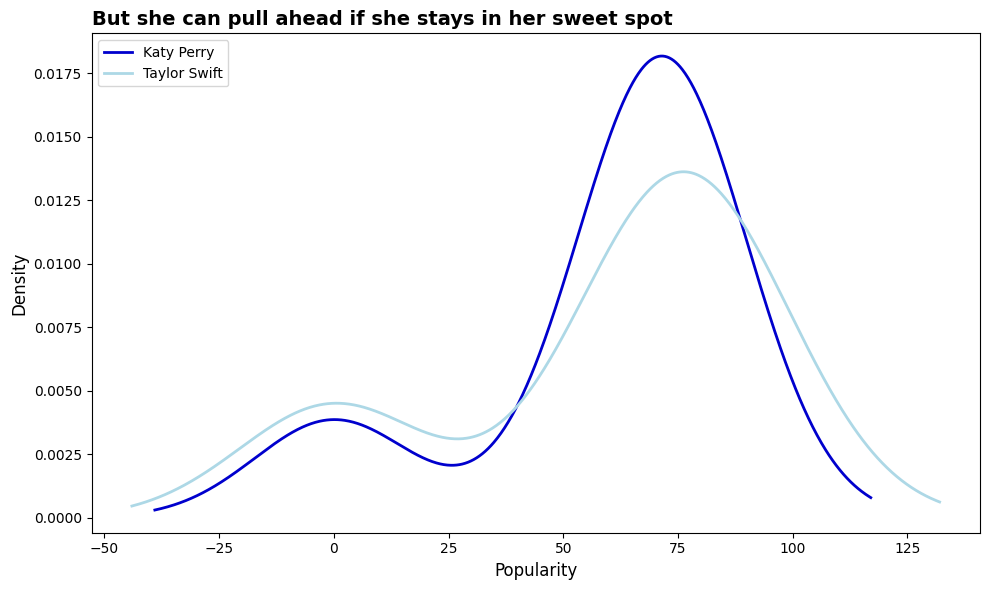 But she can pull ahead if she stays in her sweet spot
Katy Perry
Taylor Swift
0.0175
0.0150
0.0125
0.0100
0.0075
0.0050
0.0025
0.0000
Density
−50 −25 0 25 50 75 100 125
Popularity